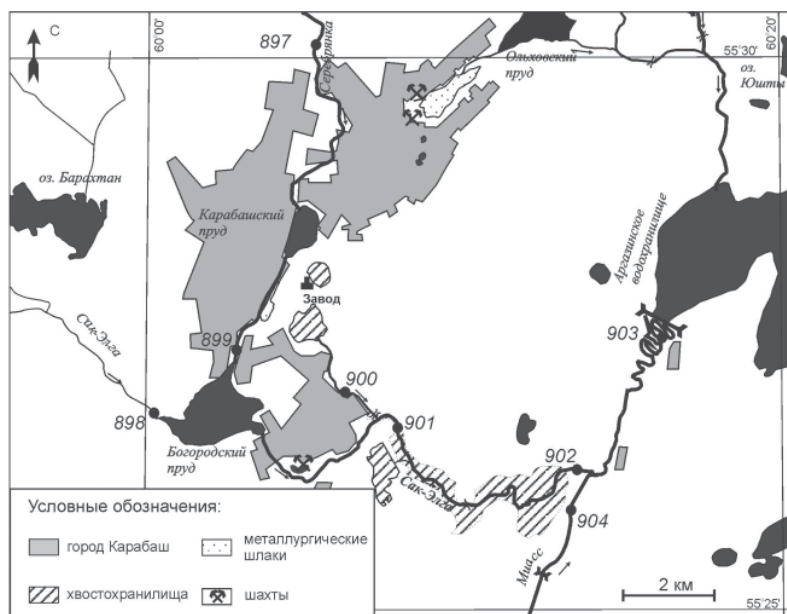 С
60'00
60'20
897
Серебрянка
Ольховский
пруд
55'30
оз.
Юшты
оз. Барахтан
Карабашский
пруд
Аргазинское
водохранилище
Завод
Сак-Элга
899
903
900
898
901
Богородский
пруд
902
Сак-Элга
904
Миасс
2 км
55'25'
Условные обозначения:
город Карабаш
металлургические
шлаки
хвостохранилища
шахты